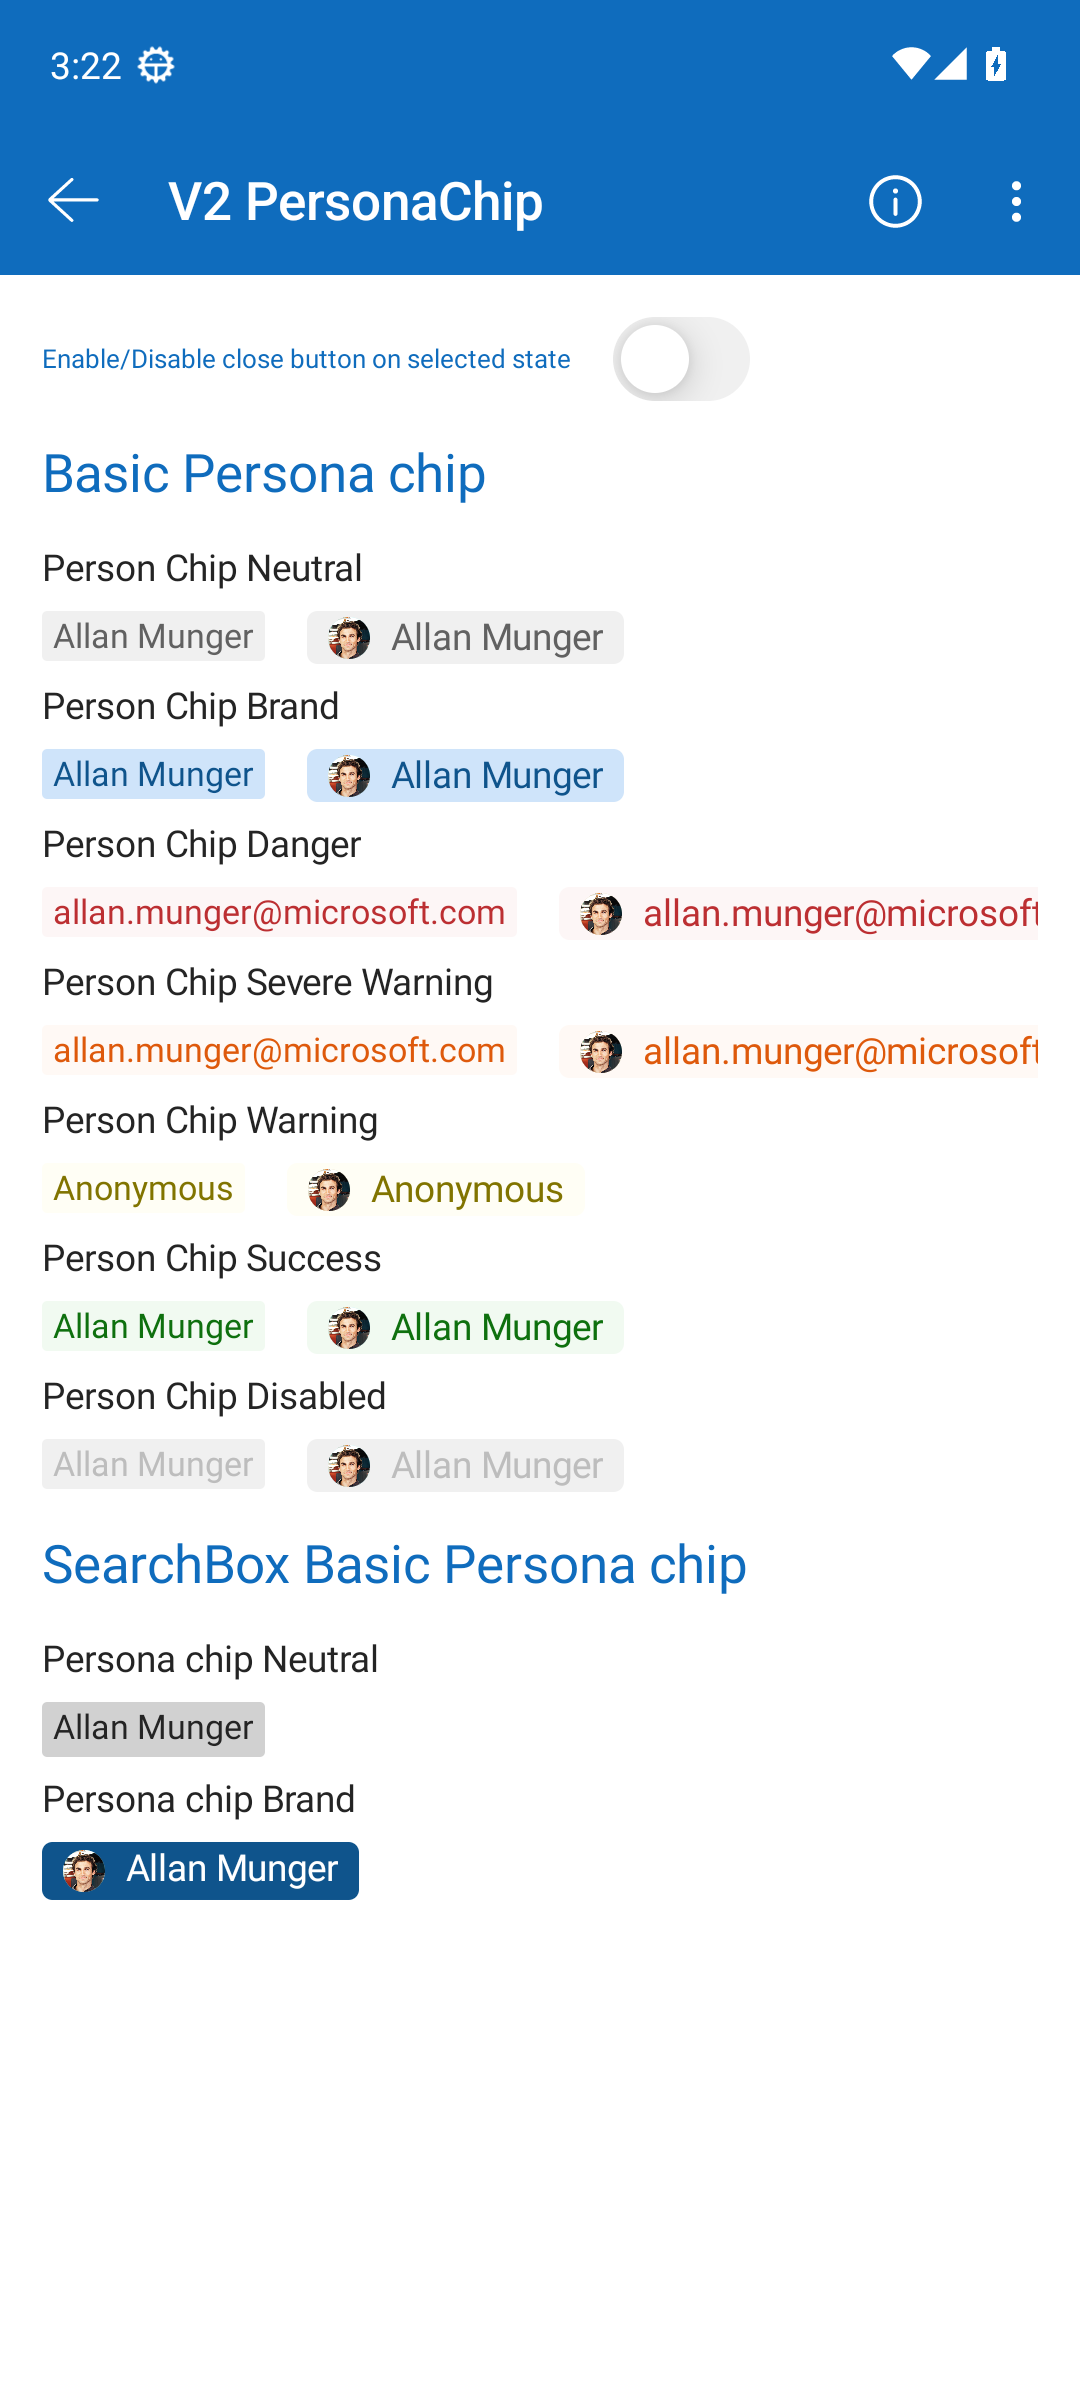 3:22
V2 PersonaChip
Enable/Disable close button on selected state
Basic Persona chip
Person Chip Neutral
Allan Munger Allan Munger
Person Chip Brand
Allan Munger Allan Munger
Person Chip Danger
allan.munger@microsoft.com allan.munger@microsoft
Person Chip Severe Warning
allan.munger@microsoft.com allan.munger@microsoft
Person Chip Warning
Anonymous Anonymous
Person Chip Success
Allan Munger Allan Munger
Person Chip Disabled
Allan Munger Allan Munger
SearchBox Basic Persona chip
Persona chip Neutral
Allan Munger
Persona chip Brand
Allan Munger